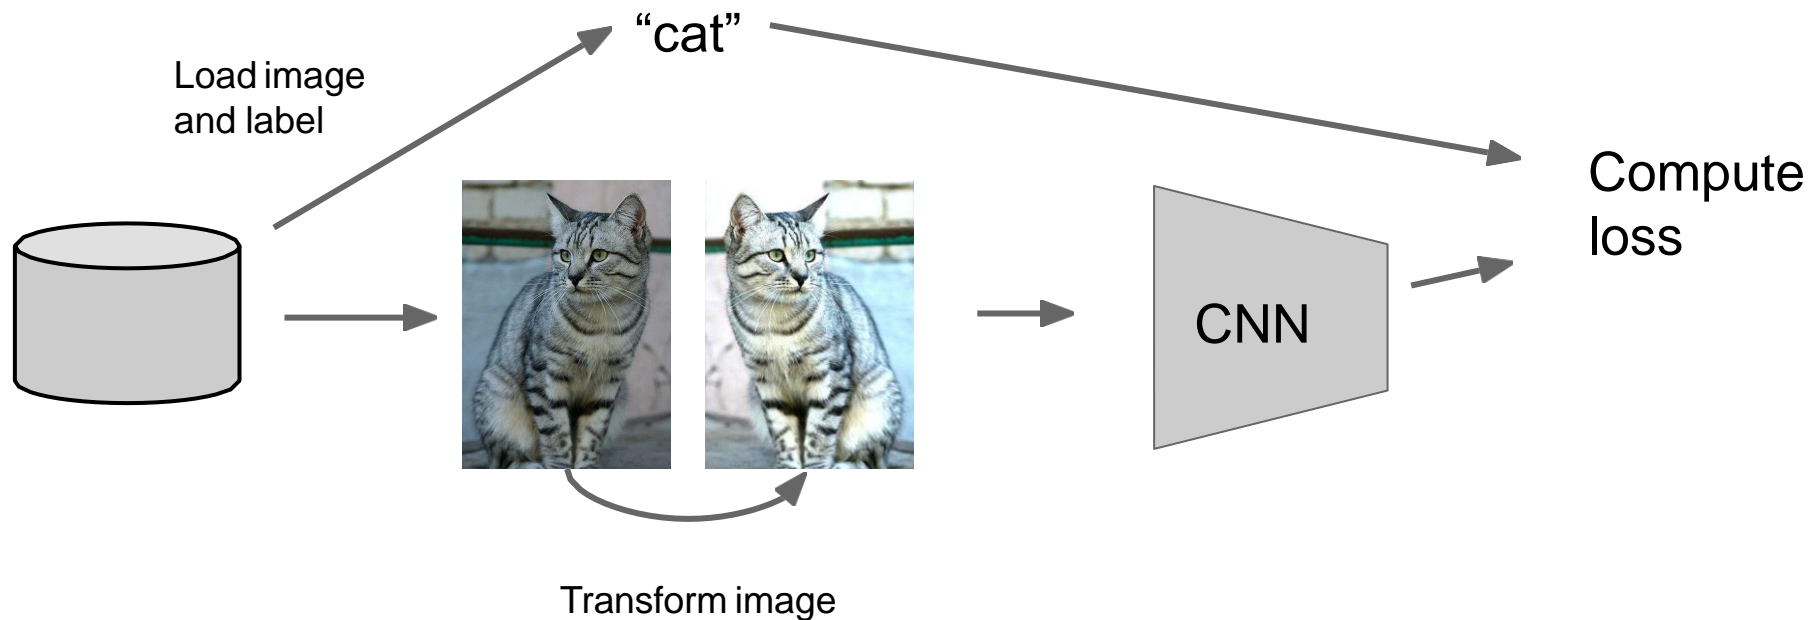 “cat”
Load image
and label
Compute
loss
CNN
Transform image